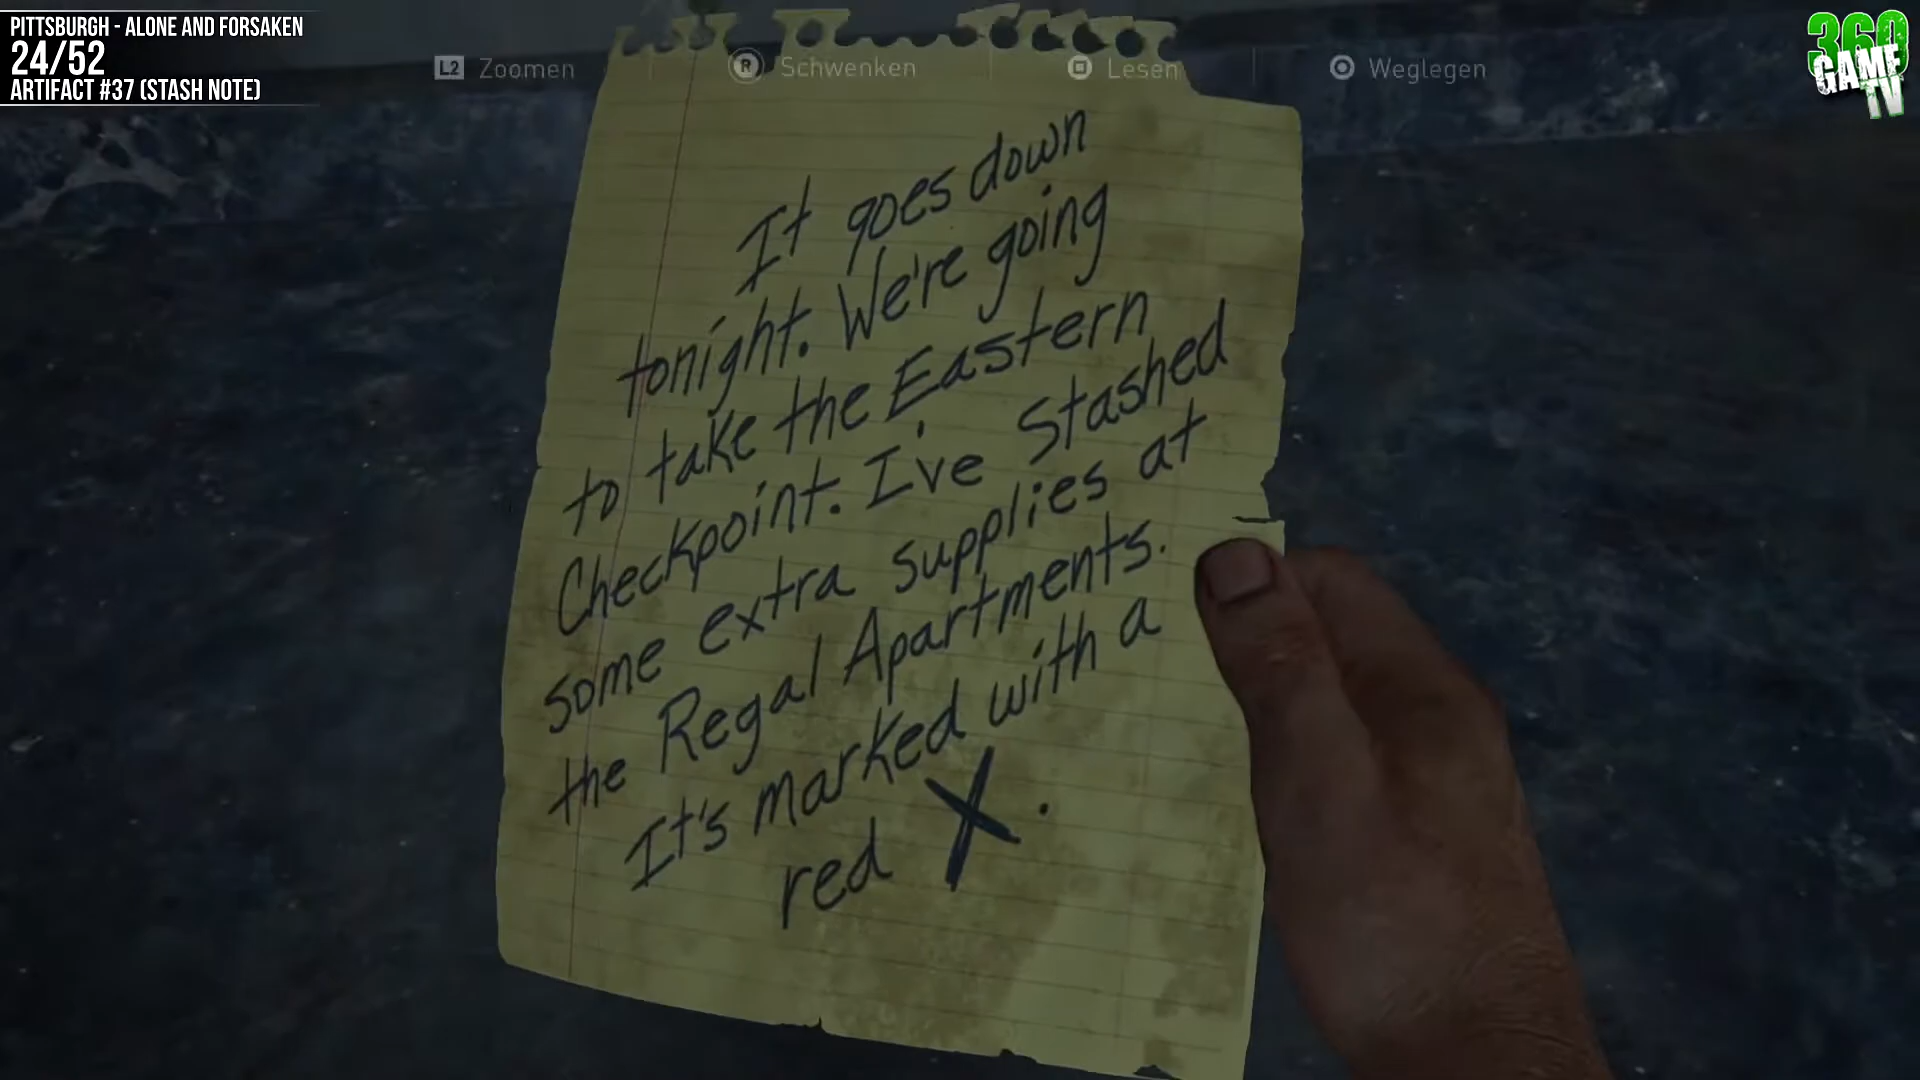 PITTSBURGH - ALONE AND FORSAKEN
24/52
ARTIFACT #37 (STASH NOTE)
L2 Zoomen
R Schwenken
Lesen
Weglegen
360
GAME
TV
It goes down
tonight. We're going
to take the Eastern
Checkpoint. I've Stashed
some extra supplies at
the Regal Apartments.
It's marked with a
red X.